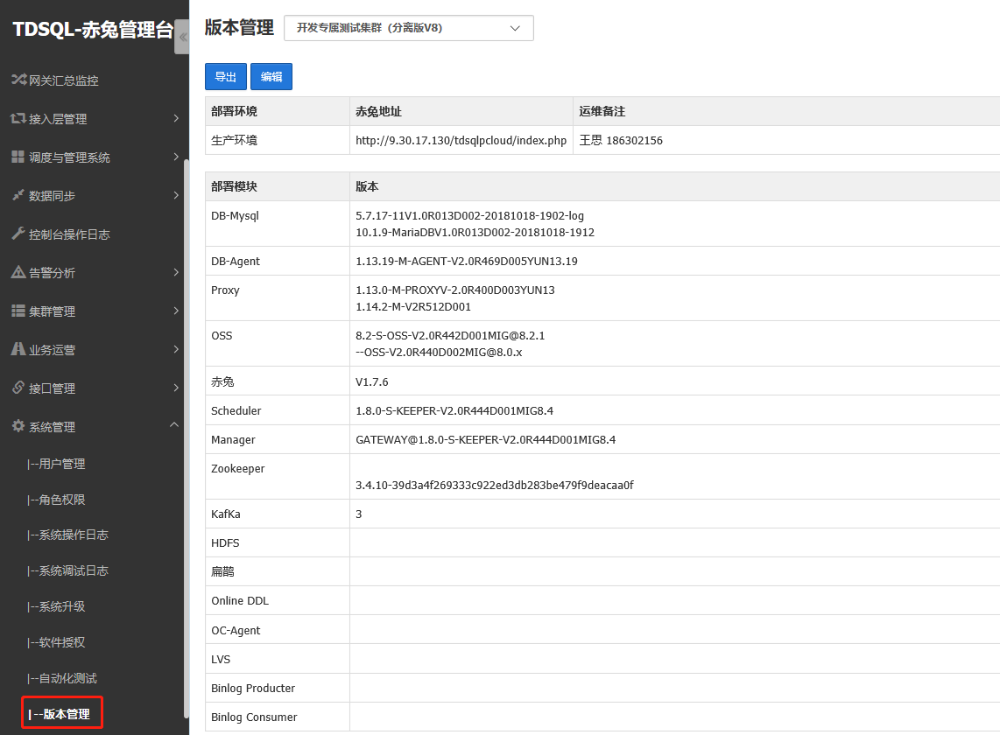 TDSQL-赤兔管理台
«
网关汇总监控
接入层管理
调度与管理系统
数据同步
控制台操作日志
告警分析
集群管理
业务运营
接口管理
系统管理
|--用户管理
|--角色权限
|--系统操作日志
|--系统调试日志
|--系统升级
|--软件授权
|--自动化测试
|--版本管理
版本管理 开发专属测试集群（分离版V8）
导出 编辑
部署环境 赤兔地址 运维备注
生产环境 http://9.30.17.130/tdsqlpcloud/index.php 王思 186302156
部署模块 版本
DB-Mysql 5.7.17-11V1.0R013D002-20181018-1902-log
10.1.9-MariaDBV1.0R013D002-20181018-1912
DB-Agent 1.13.19-M-AGENT-V2.0R469D005YUN13.19
Proxy 1.13.0-M-PROXYV-2.0R400D003YUN13
1.14.2-M-V2R512D001
OSS 8.2-S-OSS-V2.0R442D001MIG@8.2.1
--OSS-V2.0R440D002MIG@8.0.x
赤兔 V1.7.6
Scheduler 1.8.0-S-KEEPER-V2.0R444D001MIG8.4
Manager GATEWAY@1.8.0-S-KEEPER-V2.0R444D001MIG8.4
Zookeeper
3.4.10-39d3a4f269333c922ed3db283be479f9deacaa0f
KafKa 3
HDFS
扁鹊
Online DDL
OC-Agent
LVS
Binlog Producter
Binlog Consumer